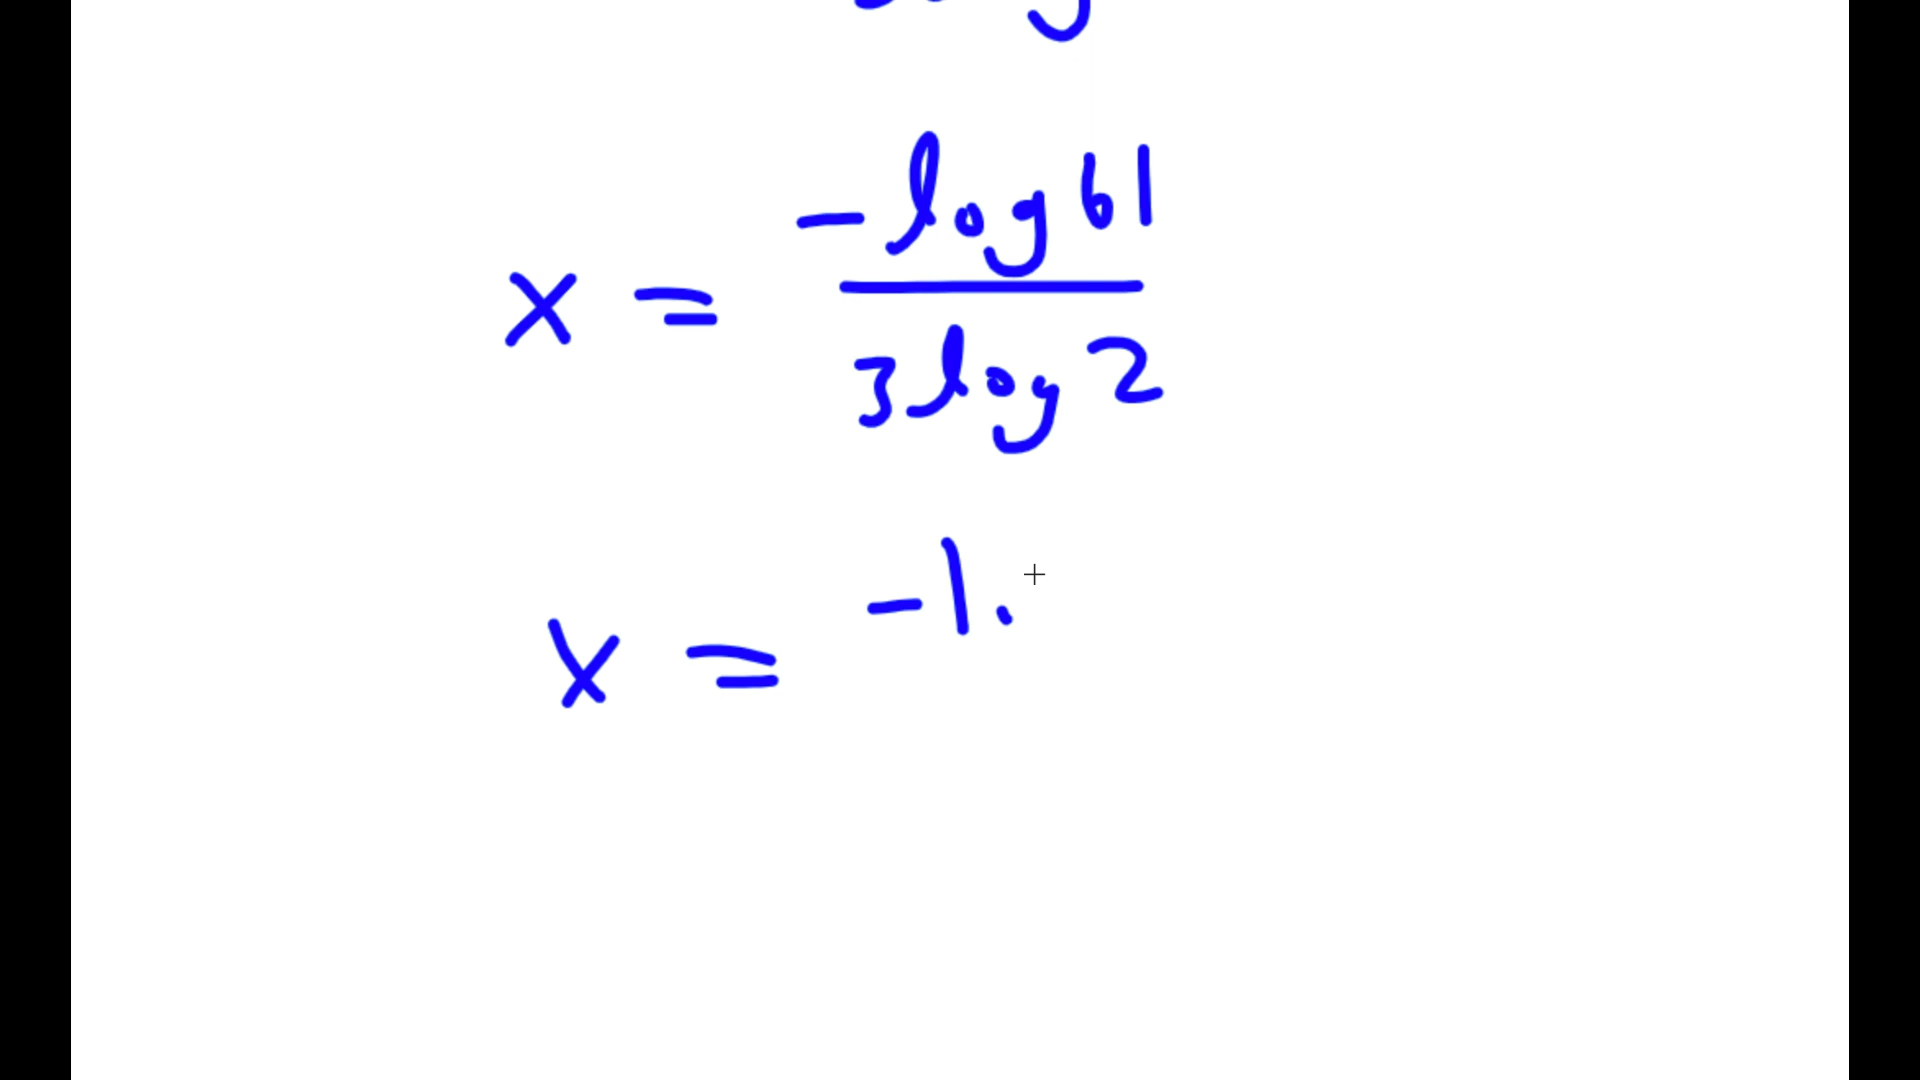 x = -log 61 / 3 log 2
x = -1.